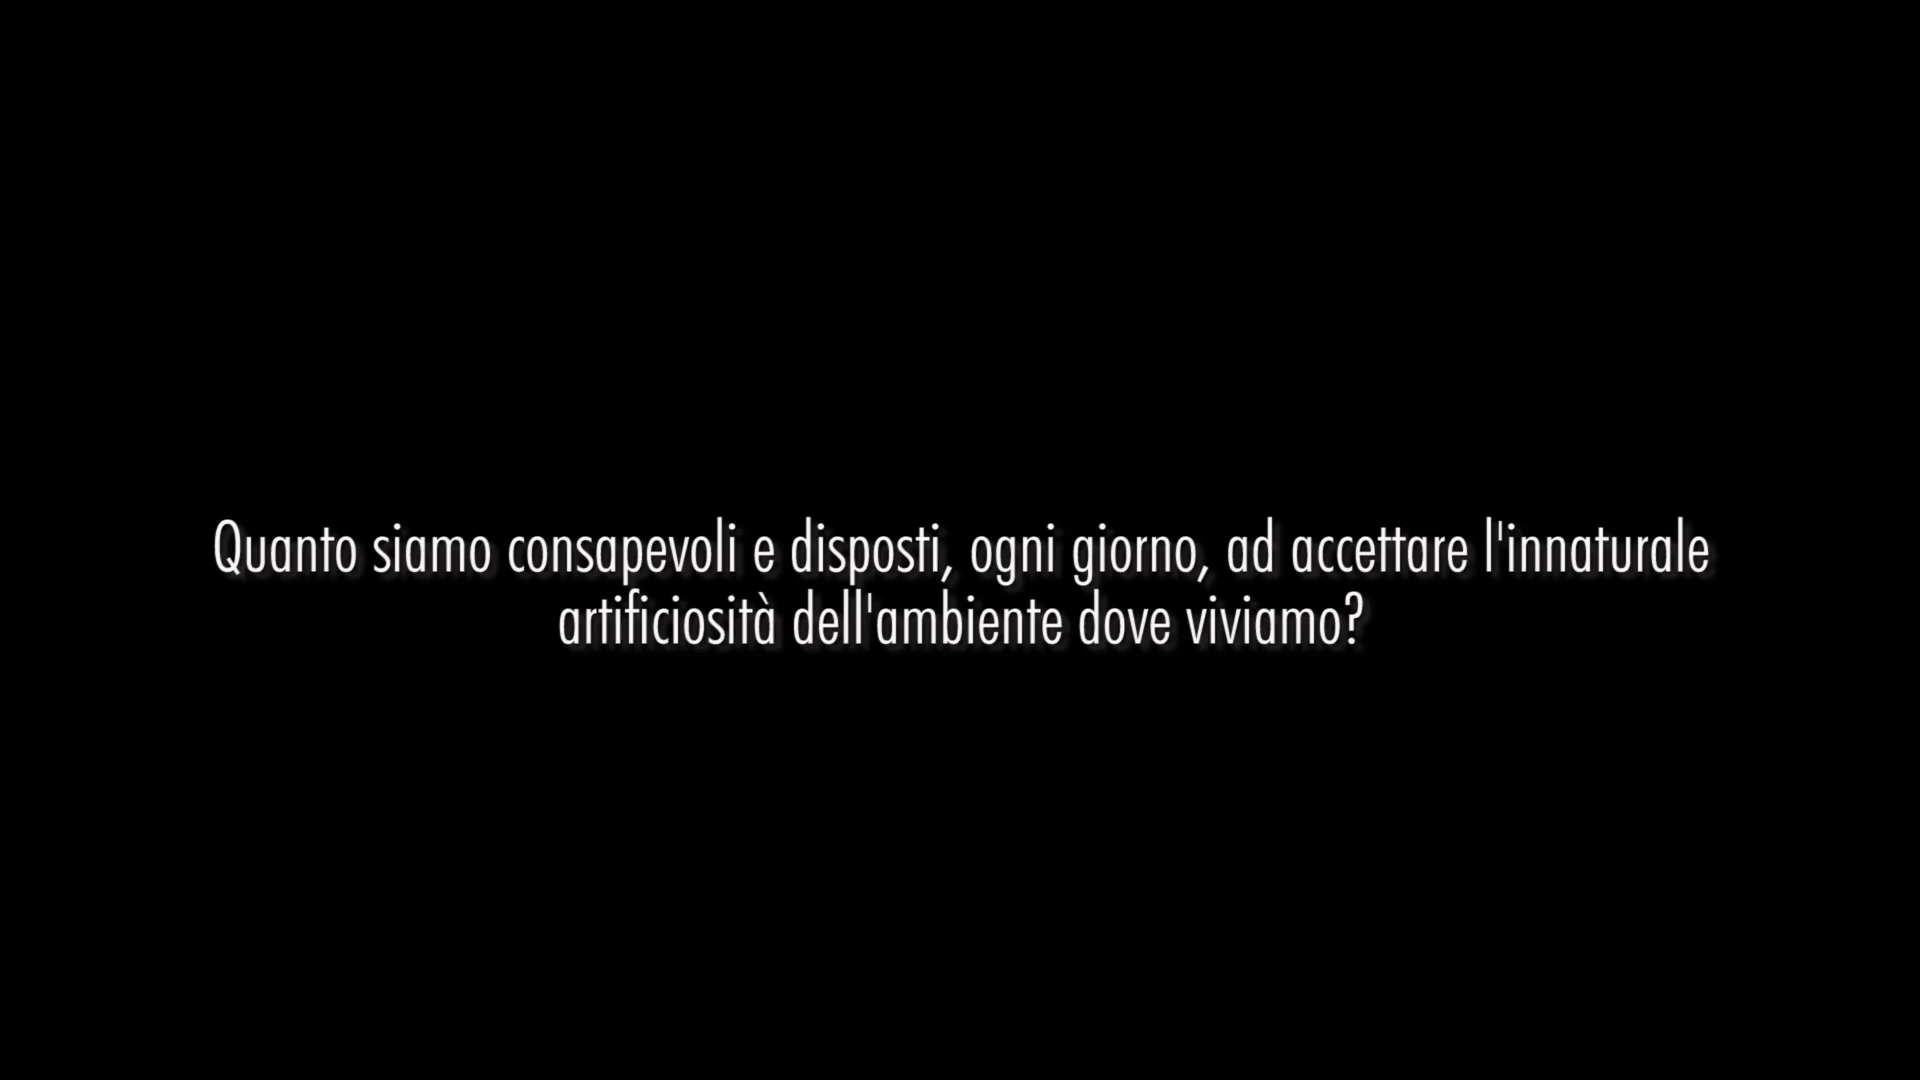 Quanto siamo consapevoli e disposti, ogni giorno, ad accettare l'innaturale
artificiosità dell'ambiente dove viviamo?